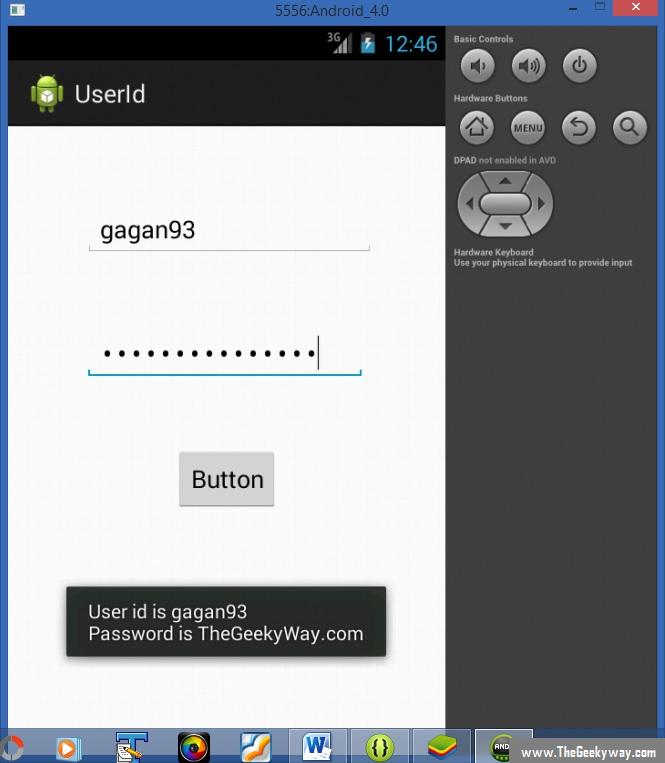 5556:Android_4.0
3G 12:46
UserId
gagan93
•••••••••••••••
Button
User id is gagan93
Password is TheGeekyWay.com
Basic Controls
Hardware Buttons
MENU
DPAD not enabled in AVD
Hardware Keyboard
Use your physical keyboard to provide input
AND
www.TheGeekyway.com